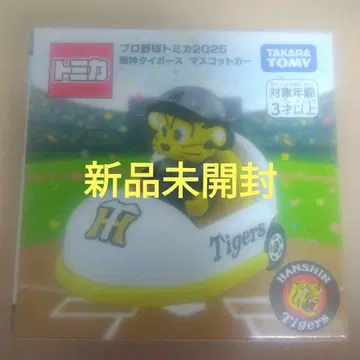 トミカ
プロ野球トミカ2025
阪神タイガース マスコットカー
TAKARA
TOMY
対象年齢
3才以上
新品未開封
HT
Tigers
HANSHIN
Tigers